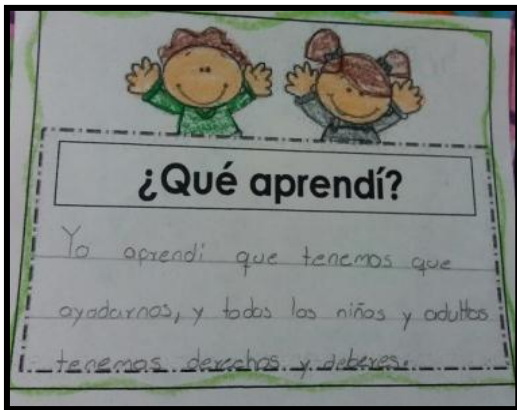 ¿Qué aprendí?
Yo aprendi que tenemos que
ayudarnos, y todos los niños y adultos
tenemos derechos y deberes.